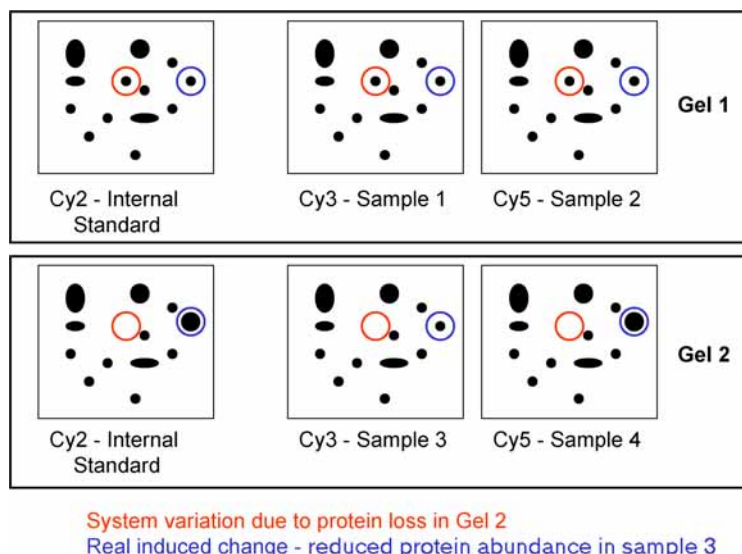 Gel 1
Cy2 - Internal
Standard
Cy3 - Sample 1
Cy5 - Sample 2
Gel 2
Cy2 - Internal
Standard
Cy3 - Sample 3
Cy5 - Sample 4
System variation due to protein loss in Gel 2
Real induced change - reduced protein abundance in sample 3